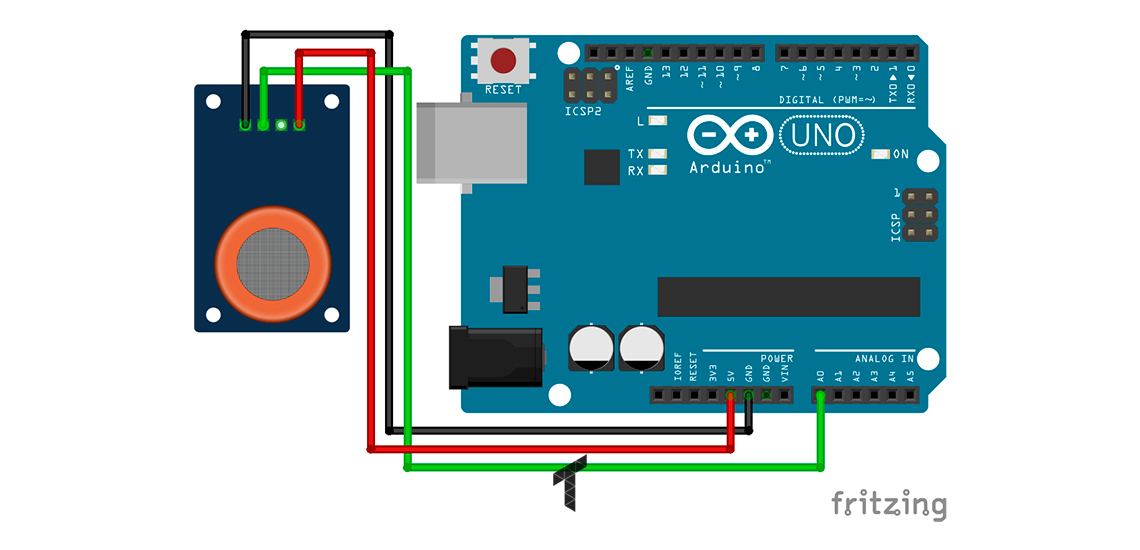 RESET
ICSP2
AREF
GND
13
12
~11
~10
~9
8
7
~6
~5
4
~3
2
TX0▶1
RX0◀0
DIGITAL (PWM=~)
L
TX
RX
Arduino™
UNO
ON
1
ICSP
POWER
ANALOG IN
IOREF
RESET
3V3
5V
GND
GND
VIN
A0
A1
A2
A3
A4
A5
fritzing